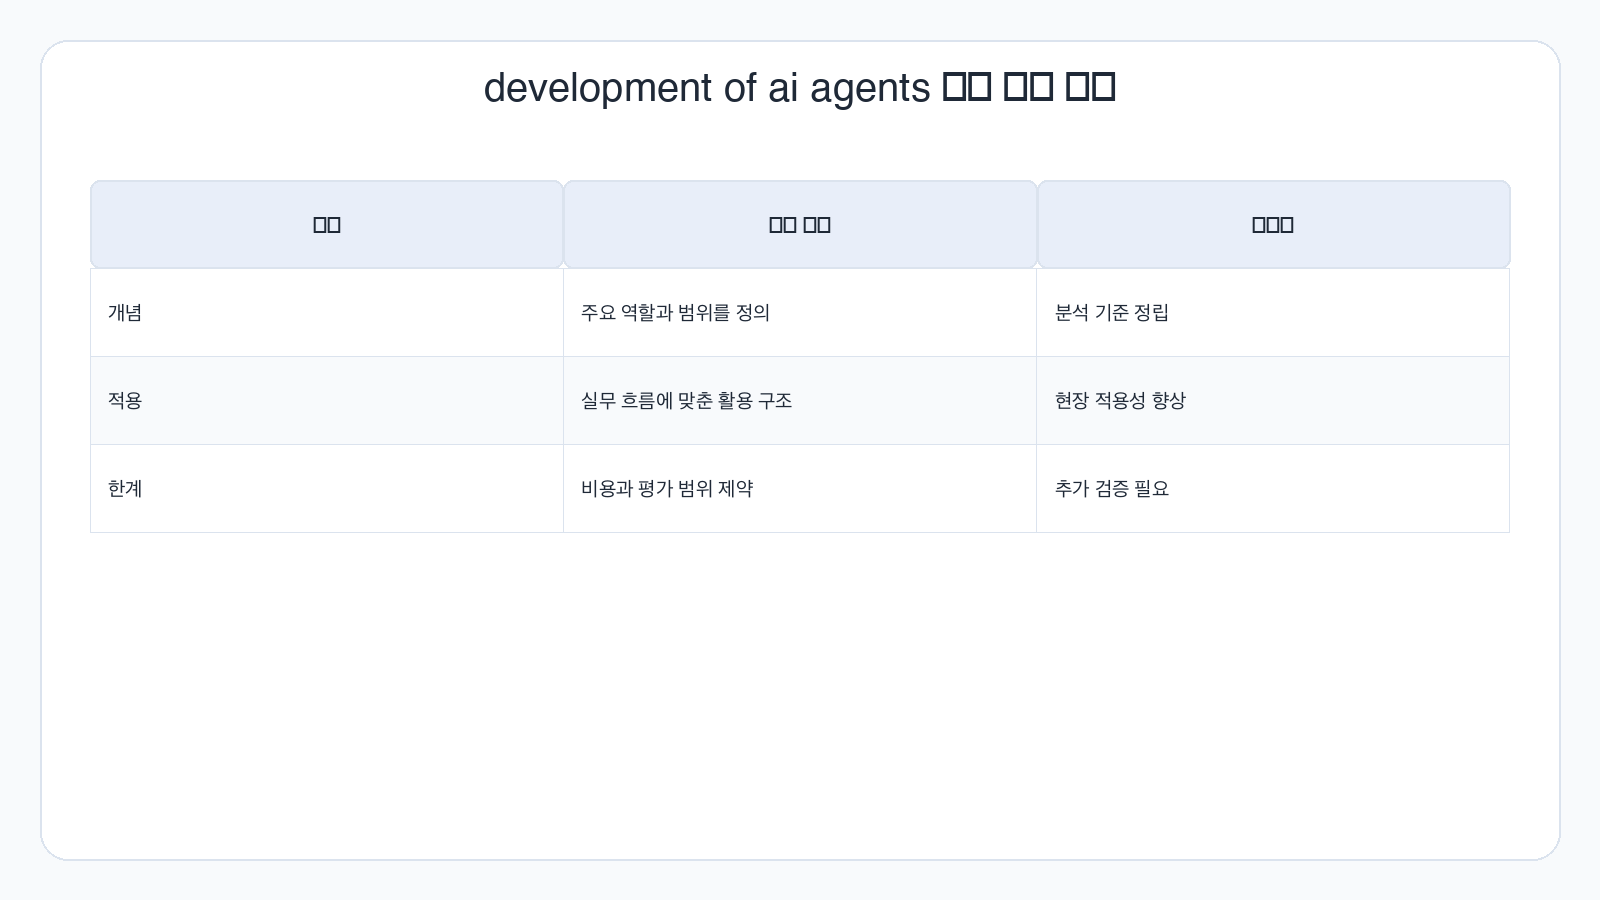 development of ai agents
개념
주요 역할과 범위를 정의
분석 기준 정립
적용
실무 흐름에 맞춘 활용 구조
현장 적용성 향상
한계
비용과 평가 범위 제약
추가 검증 필요